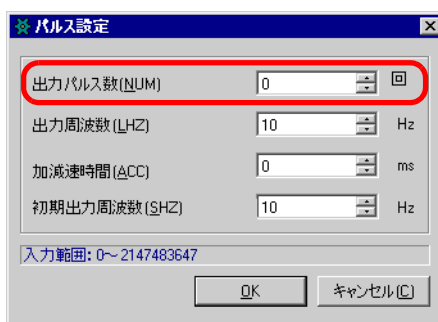 パルス設定
出力パルス数(NUM) 0 回
出力周波数(LHZ) 10 Hz
加減速時間(ACC) 0 ms
初期出力周波数(SHZ) 10 Hz
入力範囲: 0～2147483647
OK キャンセル(C)